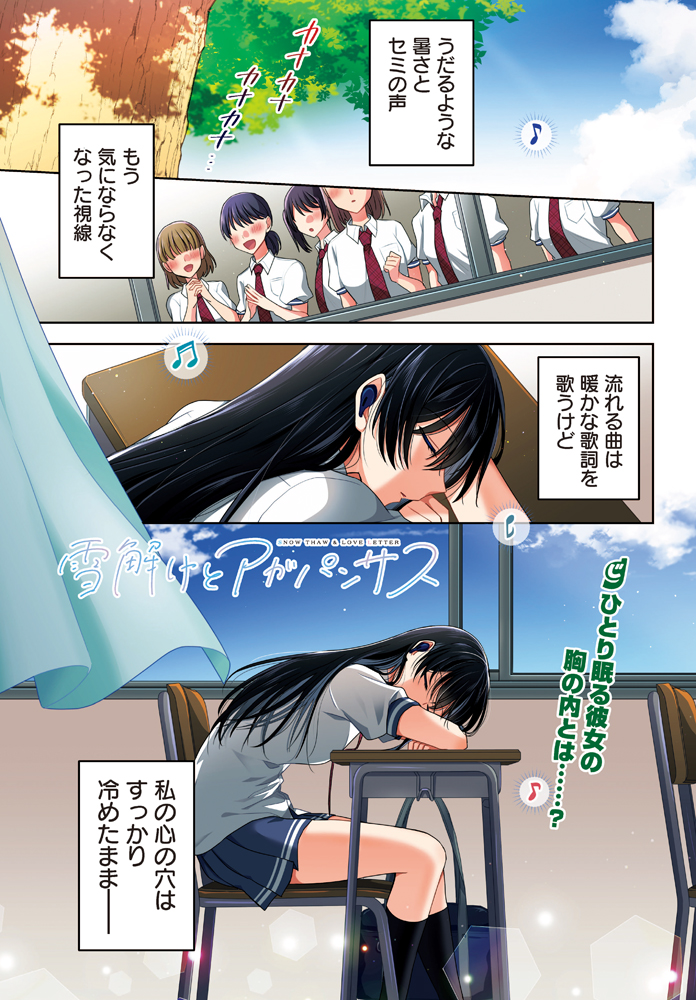 うだるような
暑さと
セミの声
カナカナ
カナカナ…
もう
気にならなく
なった視線
流れる曲は
暖かな歌詞を
歌うけど
SNOW THAW & LOVE LETTER
雪解けとアガパンサス
ひとり眠る彼女の
胸の内とは……?
私の心の穴は
すっかり
冷めたまま――